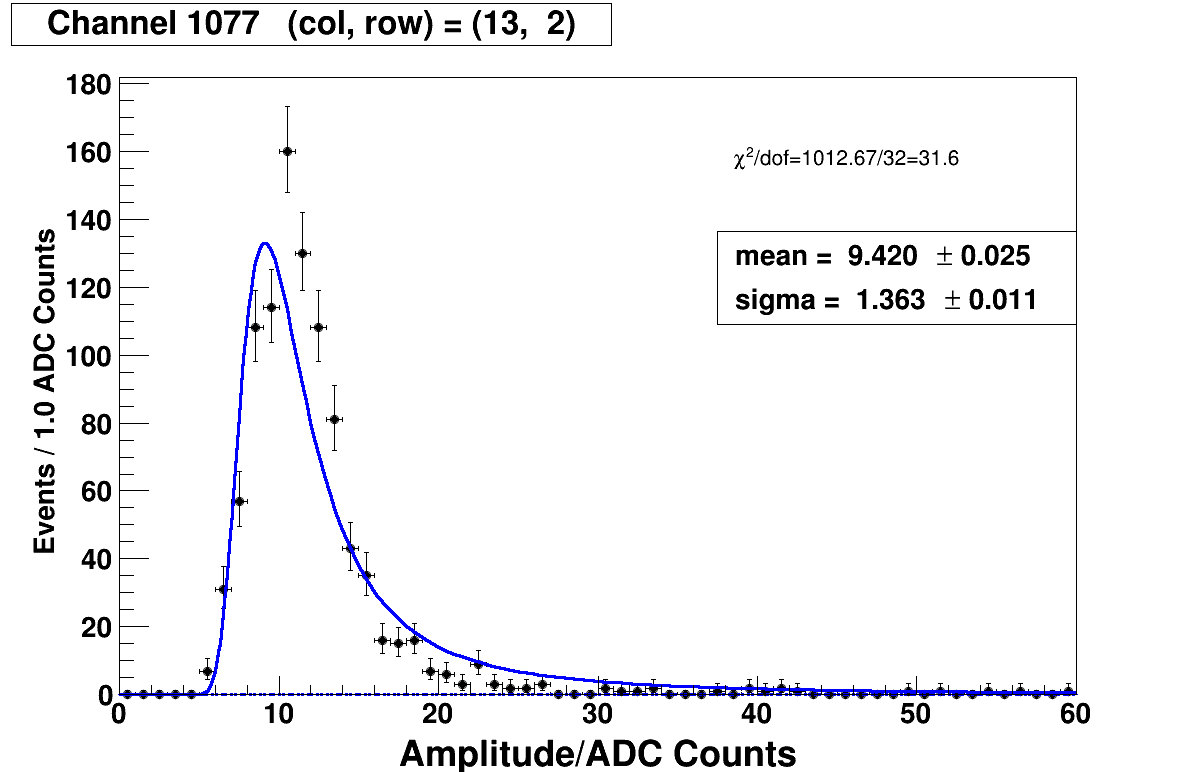 Channel 1077 (col, row) = (13, 2)
180
160
140
120
100
80
60
40
20
0
Events / 1.0 ADC Counts
χ²/dof=1012.67/32=31.6
mean = 9.420 ± 0.025
sigma = 1.363 ± 0.011
0 10 20 30 40 50 60
Amplitude/ADC Counts